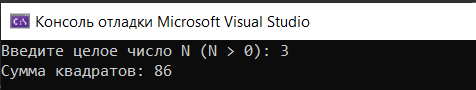 C:\ Консоль отладки Microsoft Visual Studio
Введите целое число N (N > 0): 3
Сумма квадратов: 86